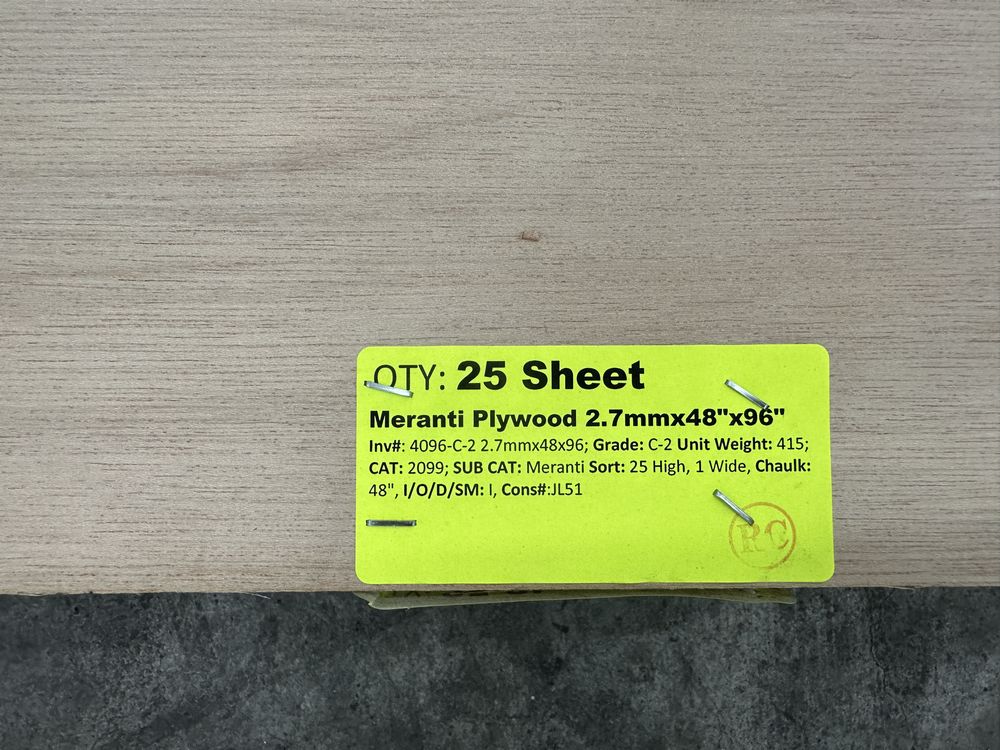 QTY: 25 Sheet
Meranti Plywood 2.7mmx48"x96"
Inv#: 4096-C-2 2.7mmx48x96; Grade: C-2 Unit Weight: 415;
CAT: 2099; SUB CAT: Meranti Sort: 25 High, 1 Wide, Chaulk:
48", I/O/D/SM: I, Cons#:JL51
RC